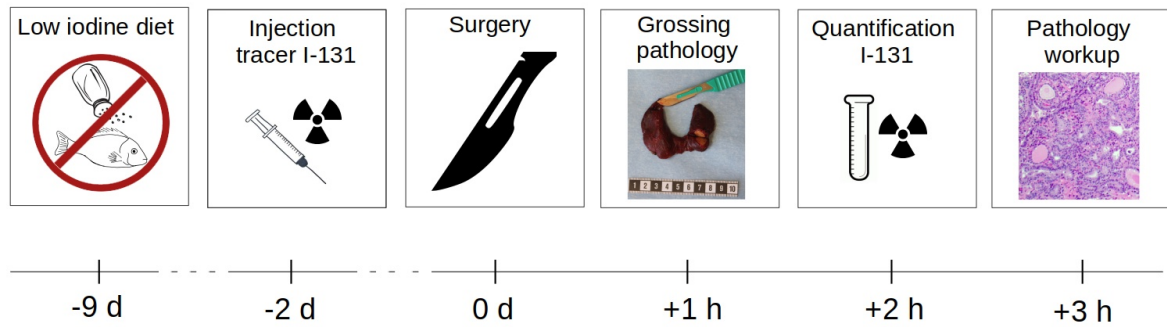 Low iodine diet
Injection
tracer I-131
Surgery
Grossing
pathology
Quantification
I-131
Pathology
workup
1 2 3 4 5 6 7 8 9 10
-9 d
-2 d
0 d
+1 h
+2 h
+3 h